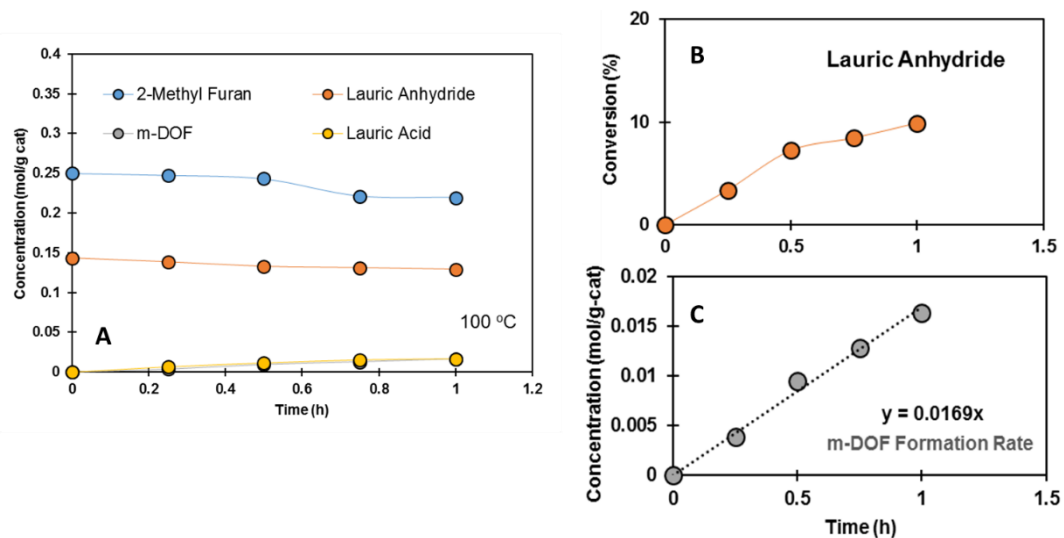 0.4
0.35
0.3
0.25
0.2
0.15
0.1
0.05
0
Concentration (mol/g cat)
2-Methyl Furan
Lauric Anhydride
m-DOF
Lauric Acid
100 °C
A
0 0.2 0.4 0.6 0.8 1 1.2
Time (h)
20
10
0
Conversion (%)
B
Lauric Anhydride
0 0.5 1 1.5
0.02
0.015
0.01
0.005
0
Concentration (mol/g-cat)
C
y = 0.0169x
m-DOF Formation Rate
0 0.5 1 1.5
Time (h)